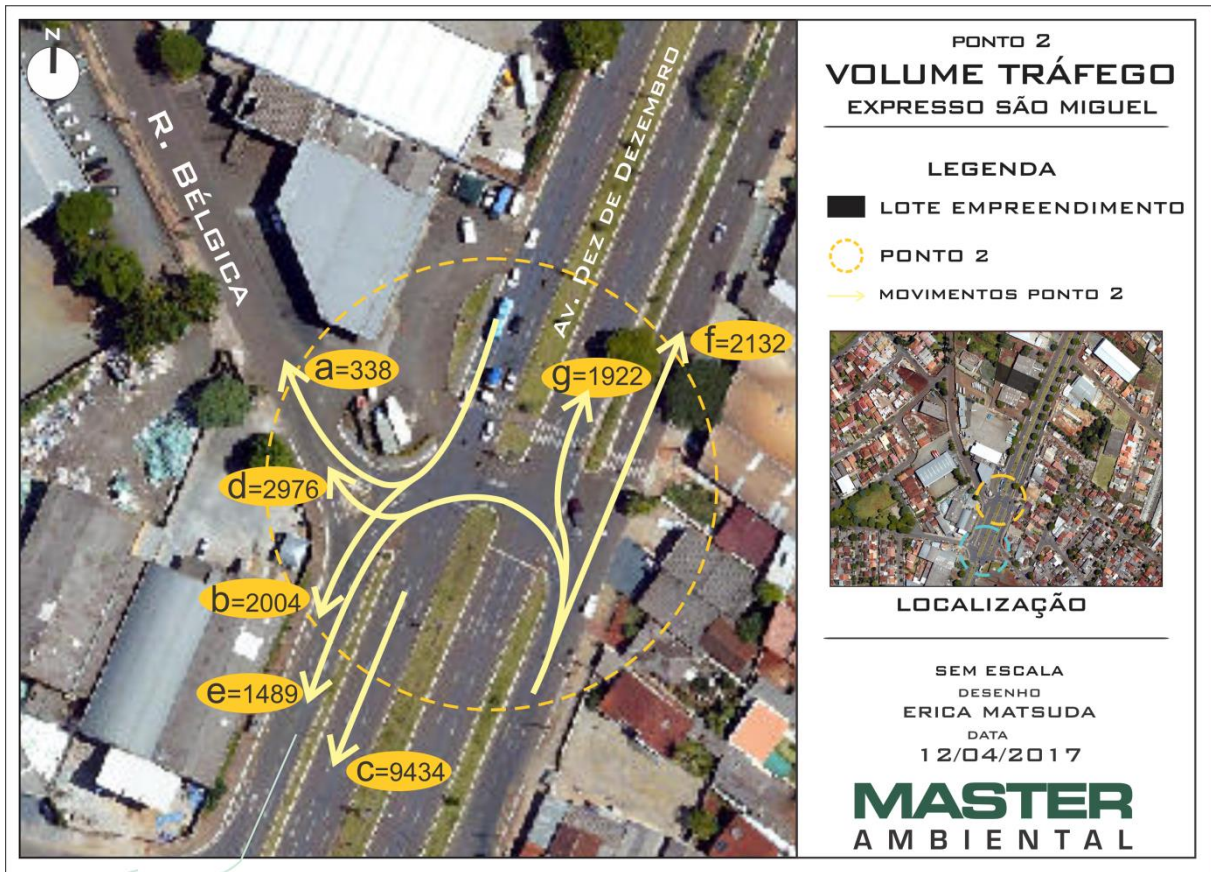 N
R. BÉLGICA
AV. DEZ DE DEZEMBRO
a=338
g=1922
f=2132
d=2976
b=2004
e=1489
c=9434
PONTO 2
VOLUME TRÁFEGO
EXPRESSO SÃO MIGUEL
LEGENDA
LOTE EMPREENDIMENTO
PONTO 2
MOVIMENTOS PONTO 2
LOCALIZAÇÃO
SEM ESCALA
DESENHO
ERICA MATSUDA
DATA
12/04/2017
MASTER
AMBIENTAL